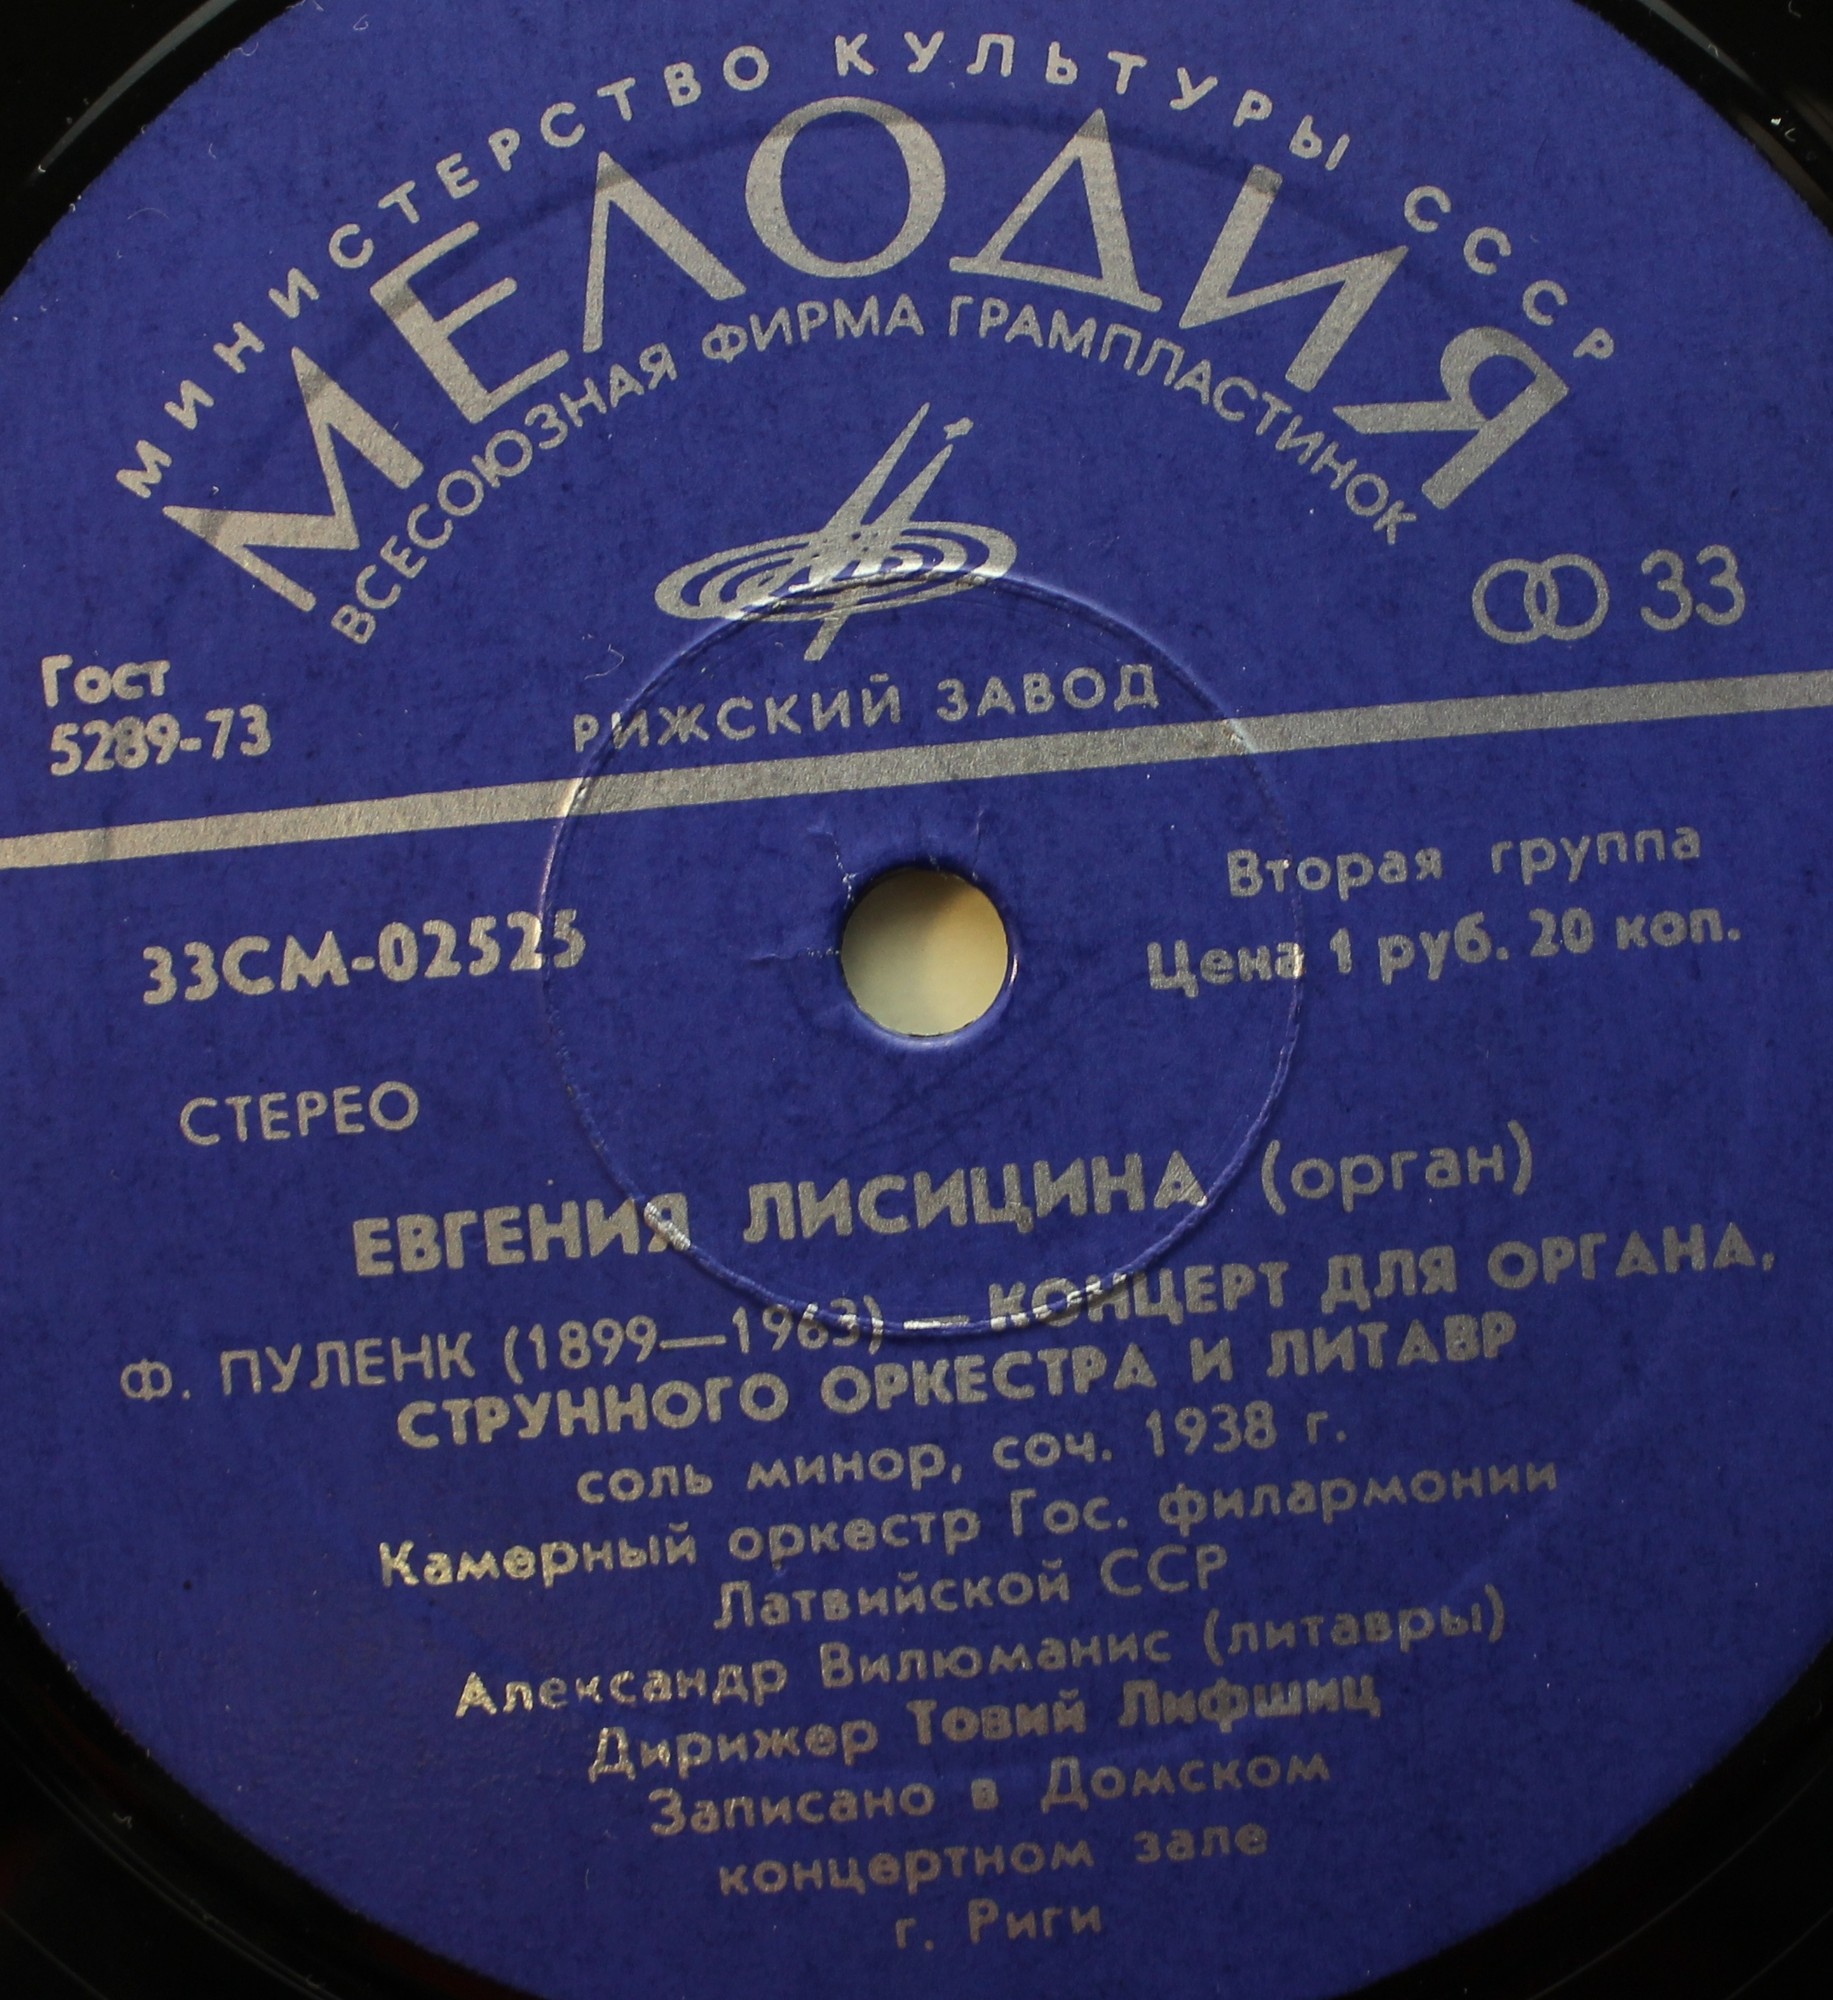 МИНИСТЕРСТВО КУЛЬТУРЫ СССР
МЕЛОДИЯ
ВСЕСОЮЗНАЯ ФИРМА ГРАМПЛАСТИНОК
33
Гост
5289-73
РИЖСКИЙ ЗАВОД
33СМ-02525
Вторая группа
Цена 1 руб. 20 коп.
СТЕРЕО
ЕВГЕНИЯ ЛИСИЦИНА (орган)
Ф. ПУЛЕНК (1899—1963) — КОНЦЕРТ ДЛЯ ОРГАНА,
СТРУННОГО ОРКЕСТРА И ЛИТАВР
соль минор, соч. 1938 г.
Камерный оркестр Гос. филармонии
Латвийской ССР
Александр Вилюманис (литавры)
Дирижер Товий Лифшиц
Записано в Домском
концертном зале
г. Риги